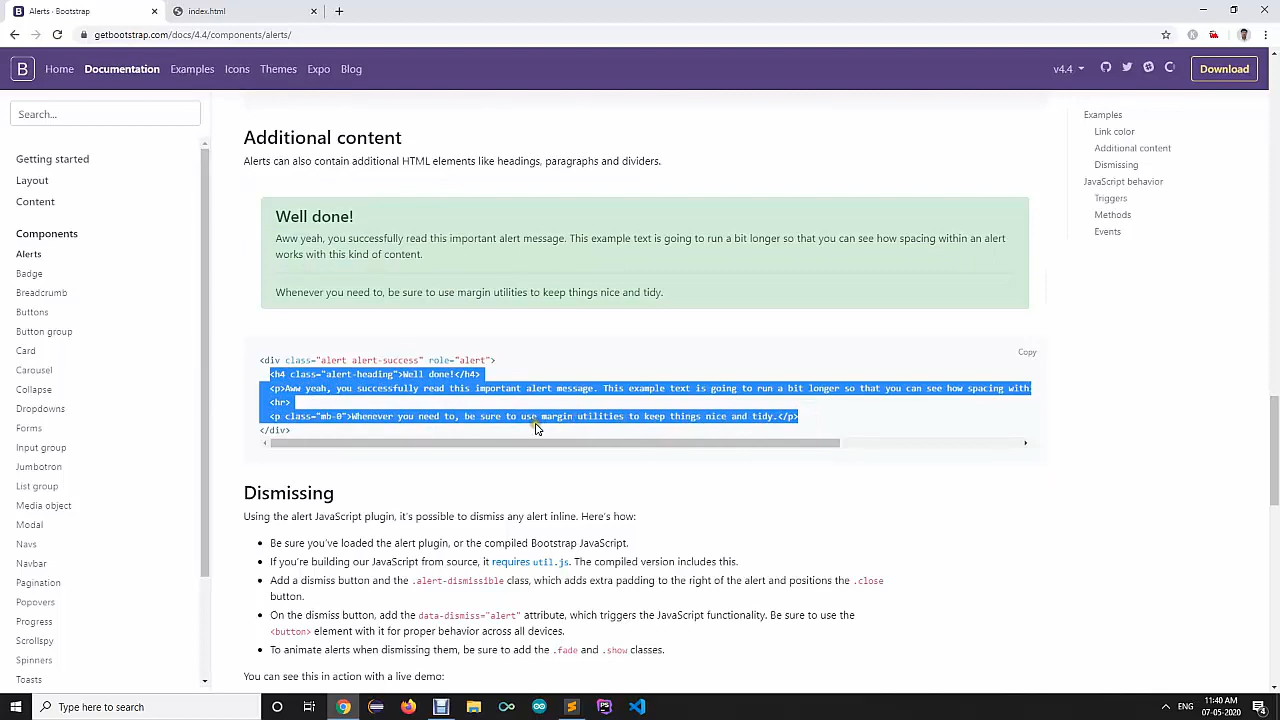 Alerts · Bootstrap
index.html
getbootstrap.com/docs/4.4/components/alerts/
B Home Documentation Examples Icons Themes Expo Blog v4.4 Download
Search...
Getting started
Layout
Content
Components
Alerts
Badge
Breadcrumb
Buttons
Button group
Card
Carousel
Collapse
Dropdowns
Forms
Input group
Jumbotron
List group
Media object
Modal
Navs
Navbar
Pagination
Popovers
Progress
Scrollspy
Spinners
Toasts
Additional content
Alerts can also contain additional HTML elements like headings, paragraphs and dividers.
Well done!
Aww yeah, you successfully read this important alert message. This example text is going to run a bit longer so that you can see how spacing within an alert
works with this kind of content.
Whenever you need to, be sure to use margin utilities to keep things nice and tidy.
Copy
<div class="alert alert-success" role="alert">
<h4 class="alert-heading">Well done!</h4>
<p>Aww yeah, you successfully read this important alert message. This example text is going to run a bit longer so that you can see how spacing with
<hr>
<p class="mb-0">Whenever you need to, be sure to use margin utilities to keep things nice and tidy.</p>
</div>
Dismissing
Using the alert JavaScript plugin, it's possible to dismiss any alert inline. Here's how:
• Be sure you've loaded the alert plugin, or the compiled Bootstrap JavaScript.
• If you're building our JavaScript from source, it requires util.js. The compiled version includes this.
• Add a dismiss button and the .alert-dismissible class, which adds extra padding to the right of the alert and positions the .close
button.
• On the dismiss button, add the data-dismiss="alert" attribute, which triggers the JavaScript functionality. Be sure to use the
<button> element with it for proper behavior across all devices.
• To animate alerts when dismissing them, be sure to add the .fade and .show classes.
You can see this in action with a live demo:
Examples
Link color
Additional content
Dismissing
JavaScript behavior
Triggers
Methods
Events
Type here to search
ENG
11:40 AM
07-05-2020